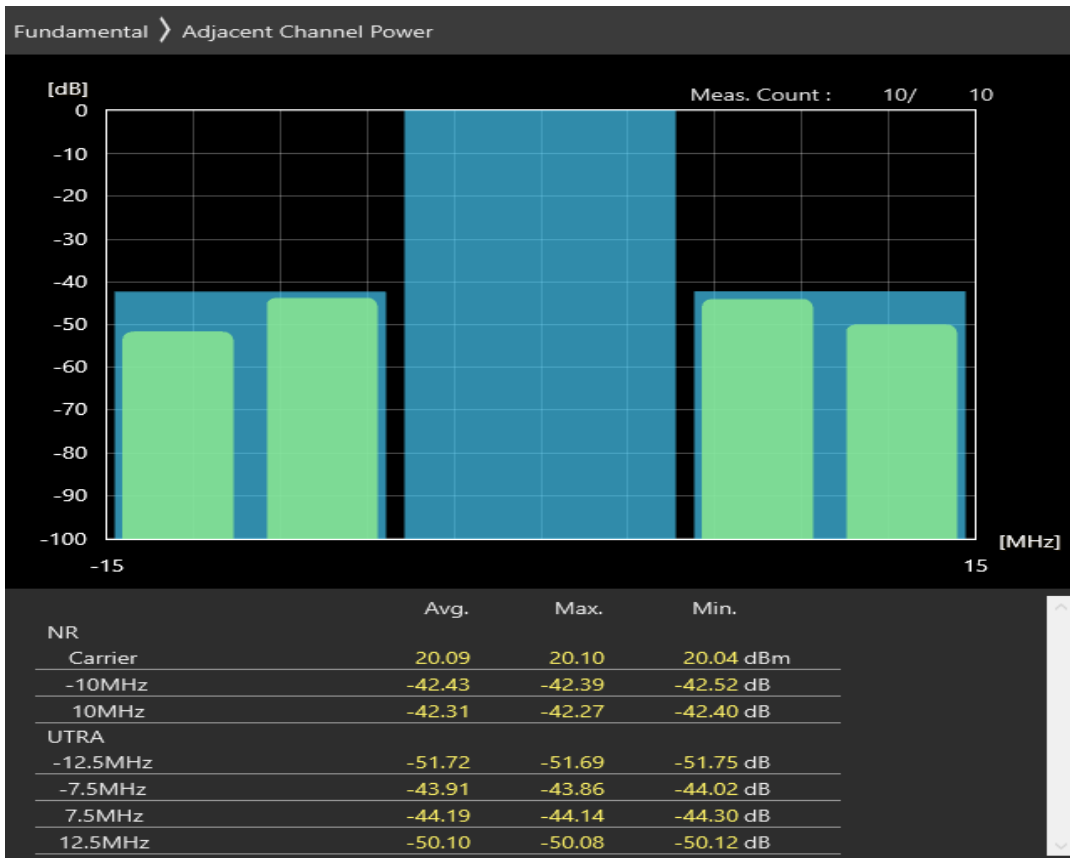 Fundamental 〉 Adjacent Channel Power
[dB]
Meas. Count : 10/ 10
0
-10
-20
-30
-40
-50
-60
-70
-80
-90
-100
[MHz]
-15 15
Avg. Max. Min.
NR
Carrier 20.09 20.10 20.04 dBm
-10MHz -42.43 -42.39 -42.52 dB
10MHz -42.31 -42.27 -42.40 dB
UTRA
-12.5MHz -51.72 -51.69 -51.75 dB
-7.5MHz -43.91 -43.86 -44.02 dB
7.5MHz -44.19 -44.14 -44.30 dB
12.5MHz -50.10 -50.08 -50.12 dB